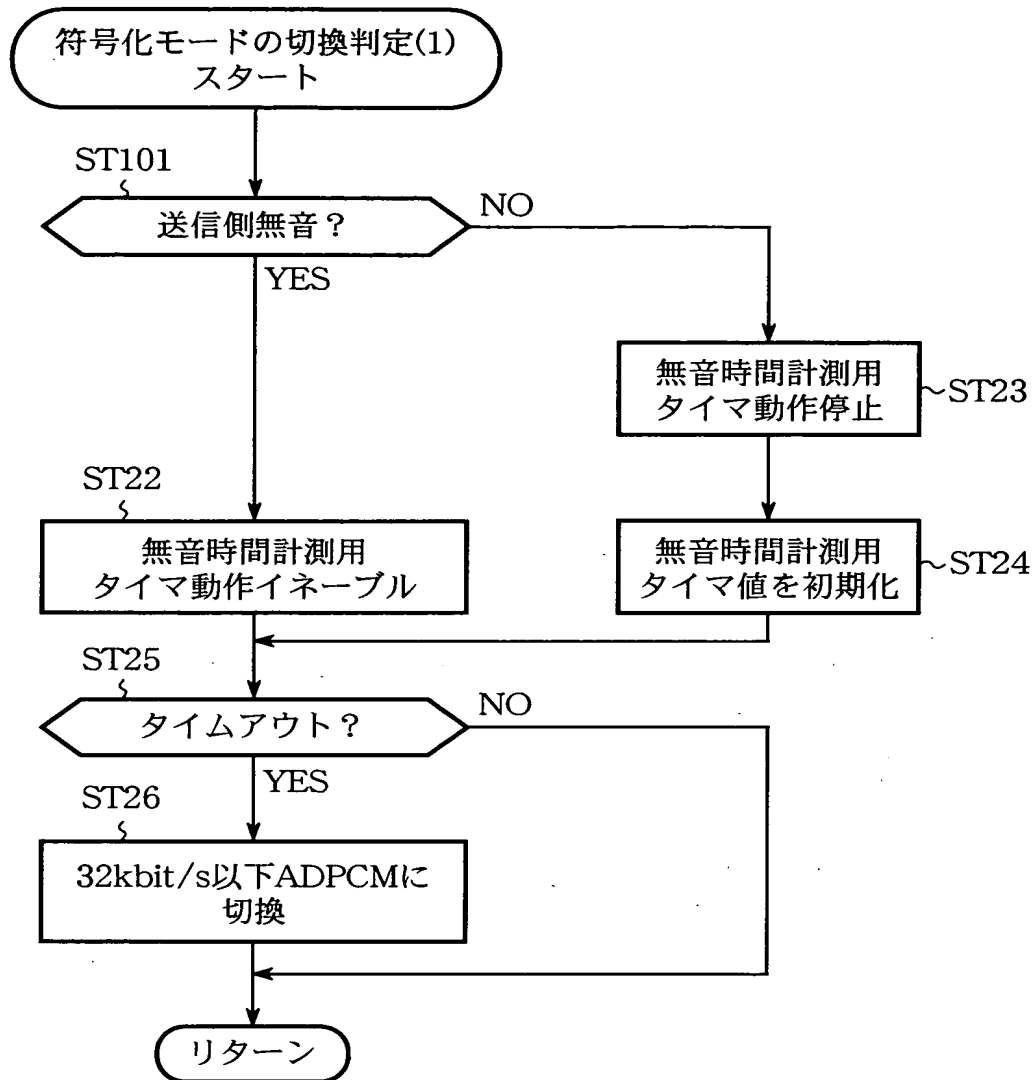 符号化モードの切換判定(1)
スタート
ST101
送信側無音？
NO
YES
無音時間計測用
タイマ動作停止
ST23
ST22
無音時間計測用
タイマ動作イネーブル
無音時間計測用
タイマ値を初期化
ST24
ST25
タイムアウト？
NO
YES
ST26
32kbit/s以下ADPCMに
切換
リターン